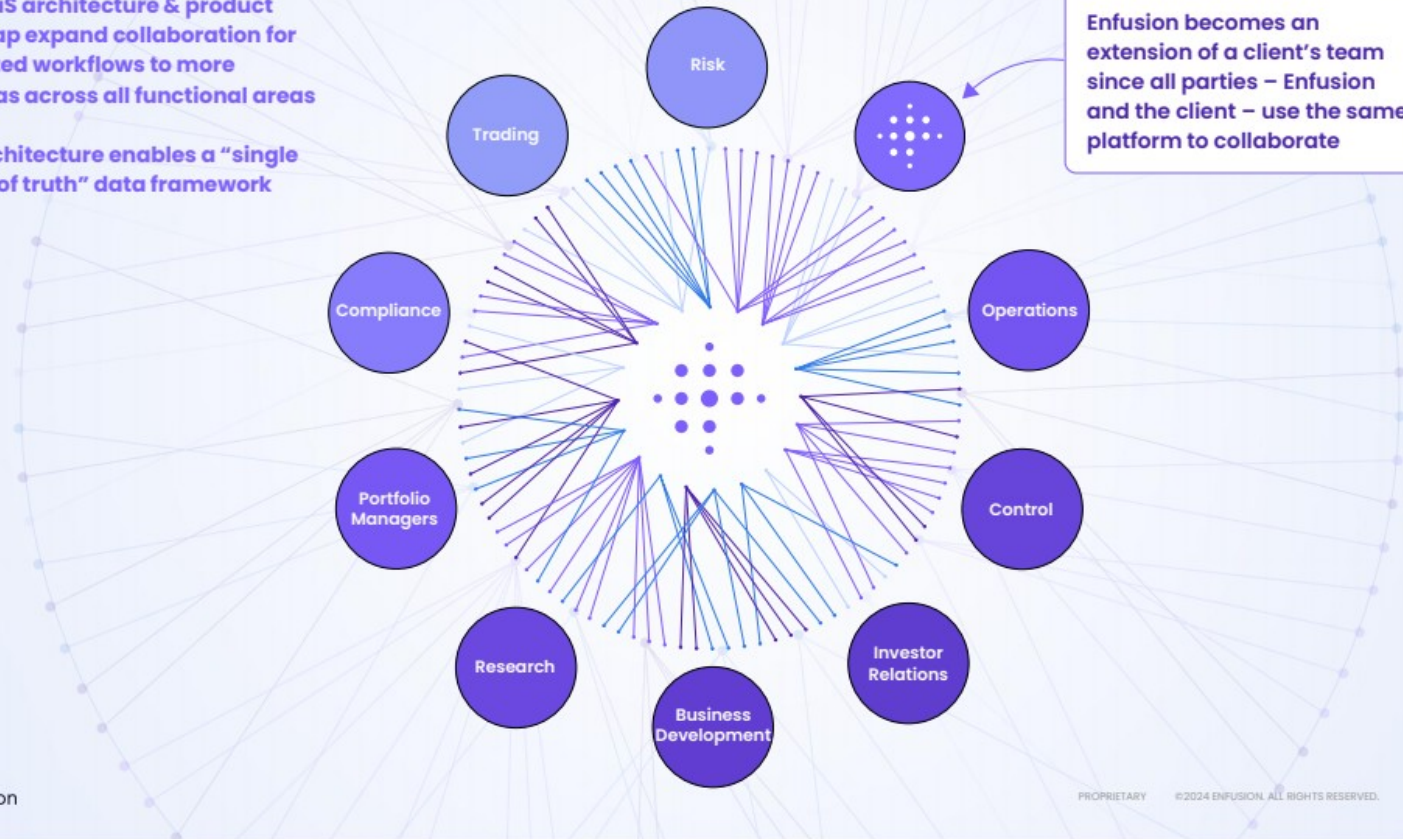 aS architecture & product
ap expand collaboration for
ed workflows to more
as across all functional areas
chitecture enables a “single
of truth” data framework
Enfusion becomes an
extension of a client’s team
since all parties – Enfusion
and the client – use the same
platform to collaborate
Risk
Trading
Compliance
Operations
Portfolio
Managers
Control
Research
Investor
Relations
Business
Development
on
PROPRIETARY ©2024 ENFUSION. ALL RIGHTS RESERVED.